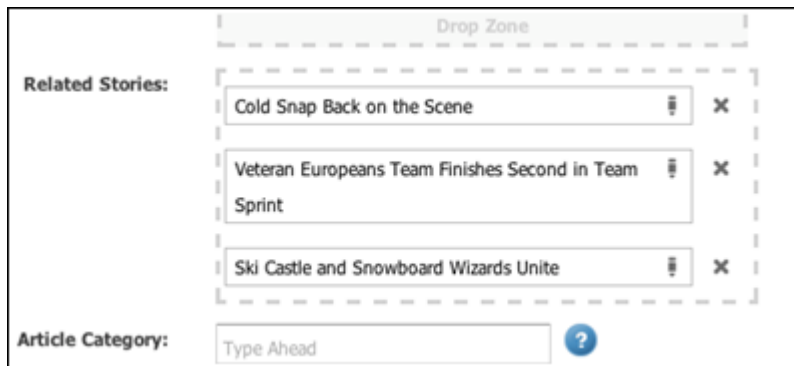 Drop Zone
Related Stories:
Cold Snap Back on the Scene
Veteran Europeans Team Finishes Second in Team
Sprint
Ski Castle and Snowboard Wizards Unite
Article Category:
Type Ahead
?